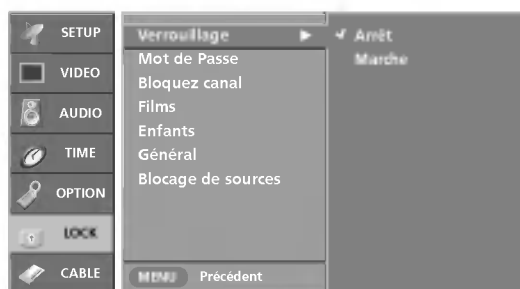 SETUP
VIDEO
AUDIO
TIME
OPTION
LOCK
CABLE
Verrouillage
Mot de Passe
Bloquez canal
Films
Enfants
Général
Blocage de sources
MENU Précédent
Arrêt
Marche